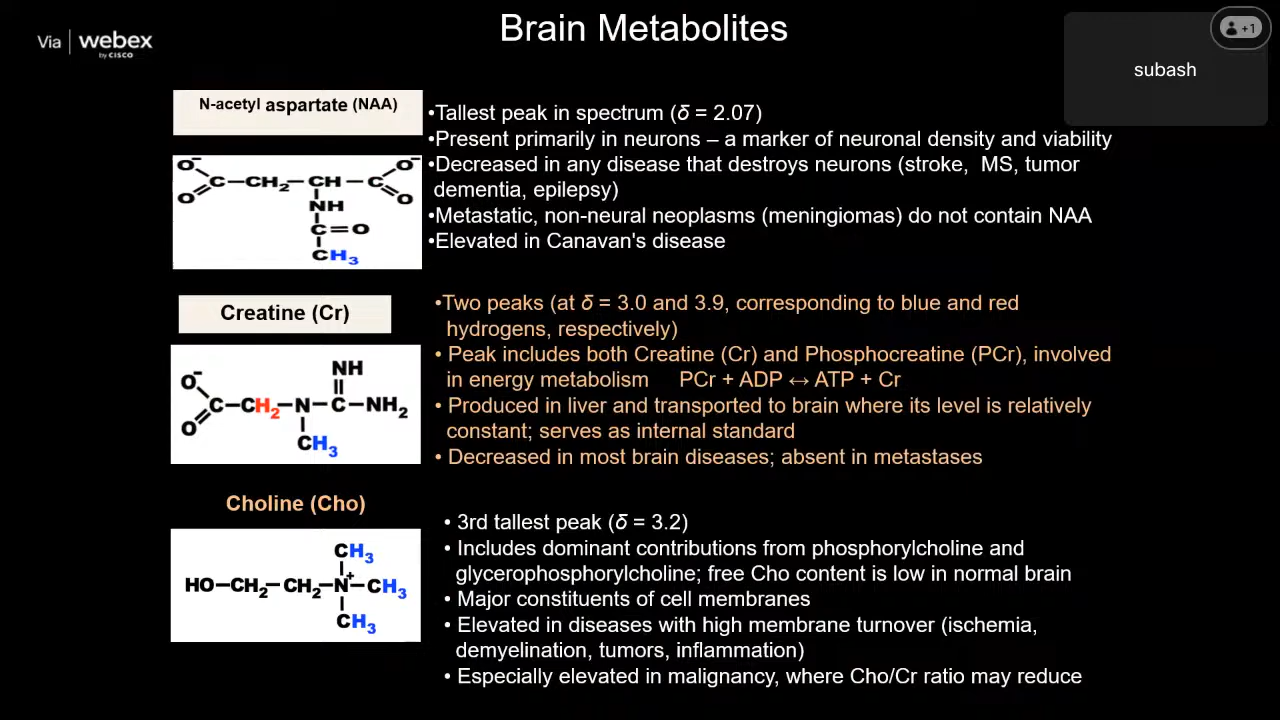 Brain Metabolites
Via | webex
by CISCO
+1
subash
N-acetyl aspartate (NAA)
•Tallest peak in spectrum (δ = 2.07)
•Present primarily in neurons – a marker of neuronal density and viability
•Decreased in any disease that destroys neurons (stroke, MS, tumor
dementia, epilepsy)
•Metastatic, non-neural neoplasms (meningiomas) do not contain NAA
•Elevated in Canavan's disease
O⁻ O⁻
C–CH₂–CH–C
O O
NH
C=O
CH₃
Creatine (Cr)
•Two peaks (at δ = 3.0 and 3.9, corresponding to blue and red
hydrogens, respectively)
• Peak includes both Creatine (Cr) and Phosphocreatine (PCr), involved
in energy metabolism PCr + ADP ↔ ATP + Cr
• Produced in liver and transported to brain where its level is relatively
constant; serves as internal standard
• Decreased in most brain diseases; absent in metastases
NH
O⁻
C–CH₂–N–C–NH₂
O
CH₃
Choline (Cho)
• 3rd tallest peak (δ = 3.2)
• Includes dominant contributions from phosphorylcholine and
glycerophosphorylcholine; free Cho content is low in normal brain
• Major constituents of cell membranes
• Elevated in diseases with high membrane turnover (ischemia,
demyelination, tumors, inflammation)
• Especially elevated in malignancy, where Cho/Cr ratio may reduce
CH₃
HO–CH₂–CH₂–N⁺–CH₃
CH₃